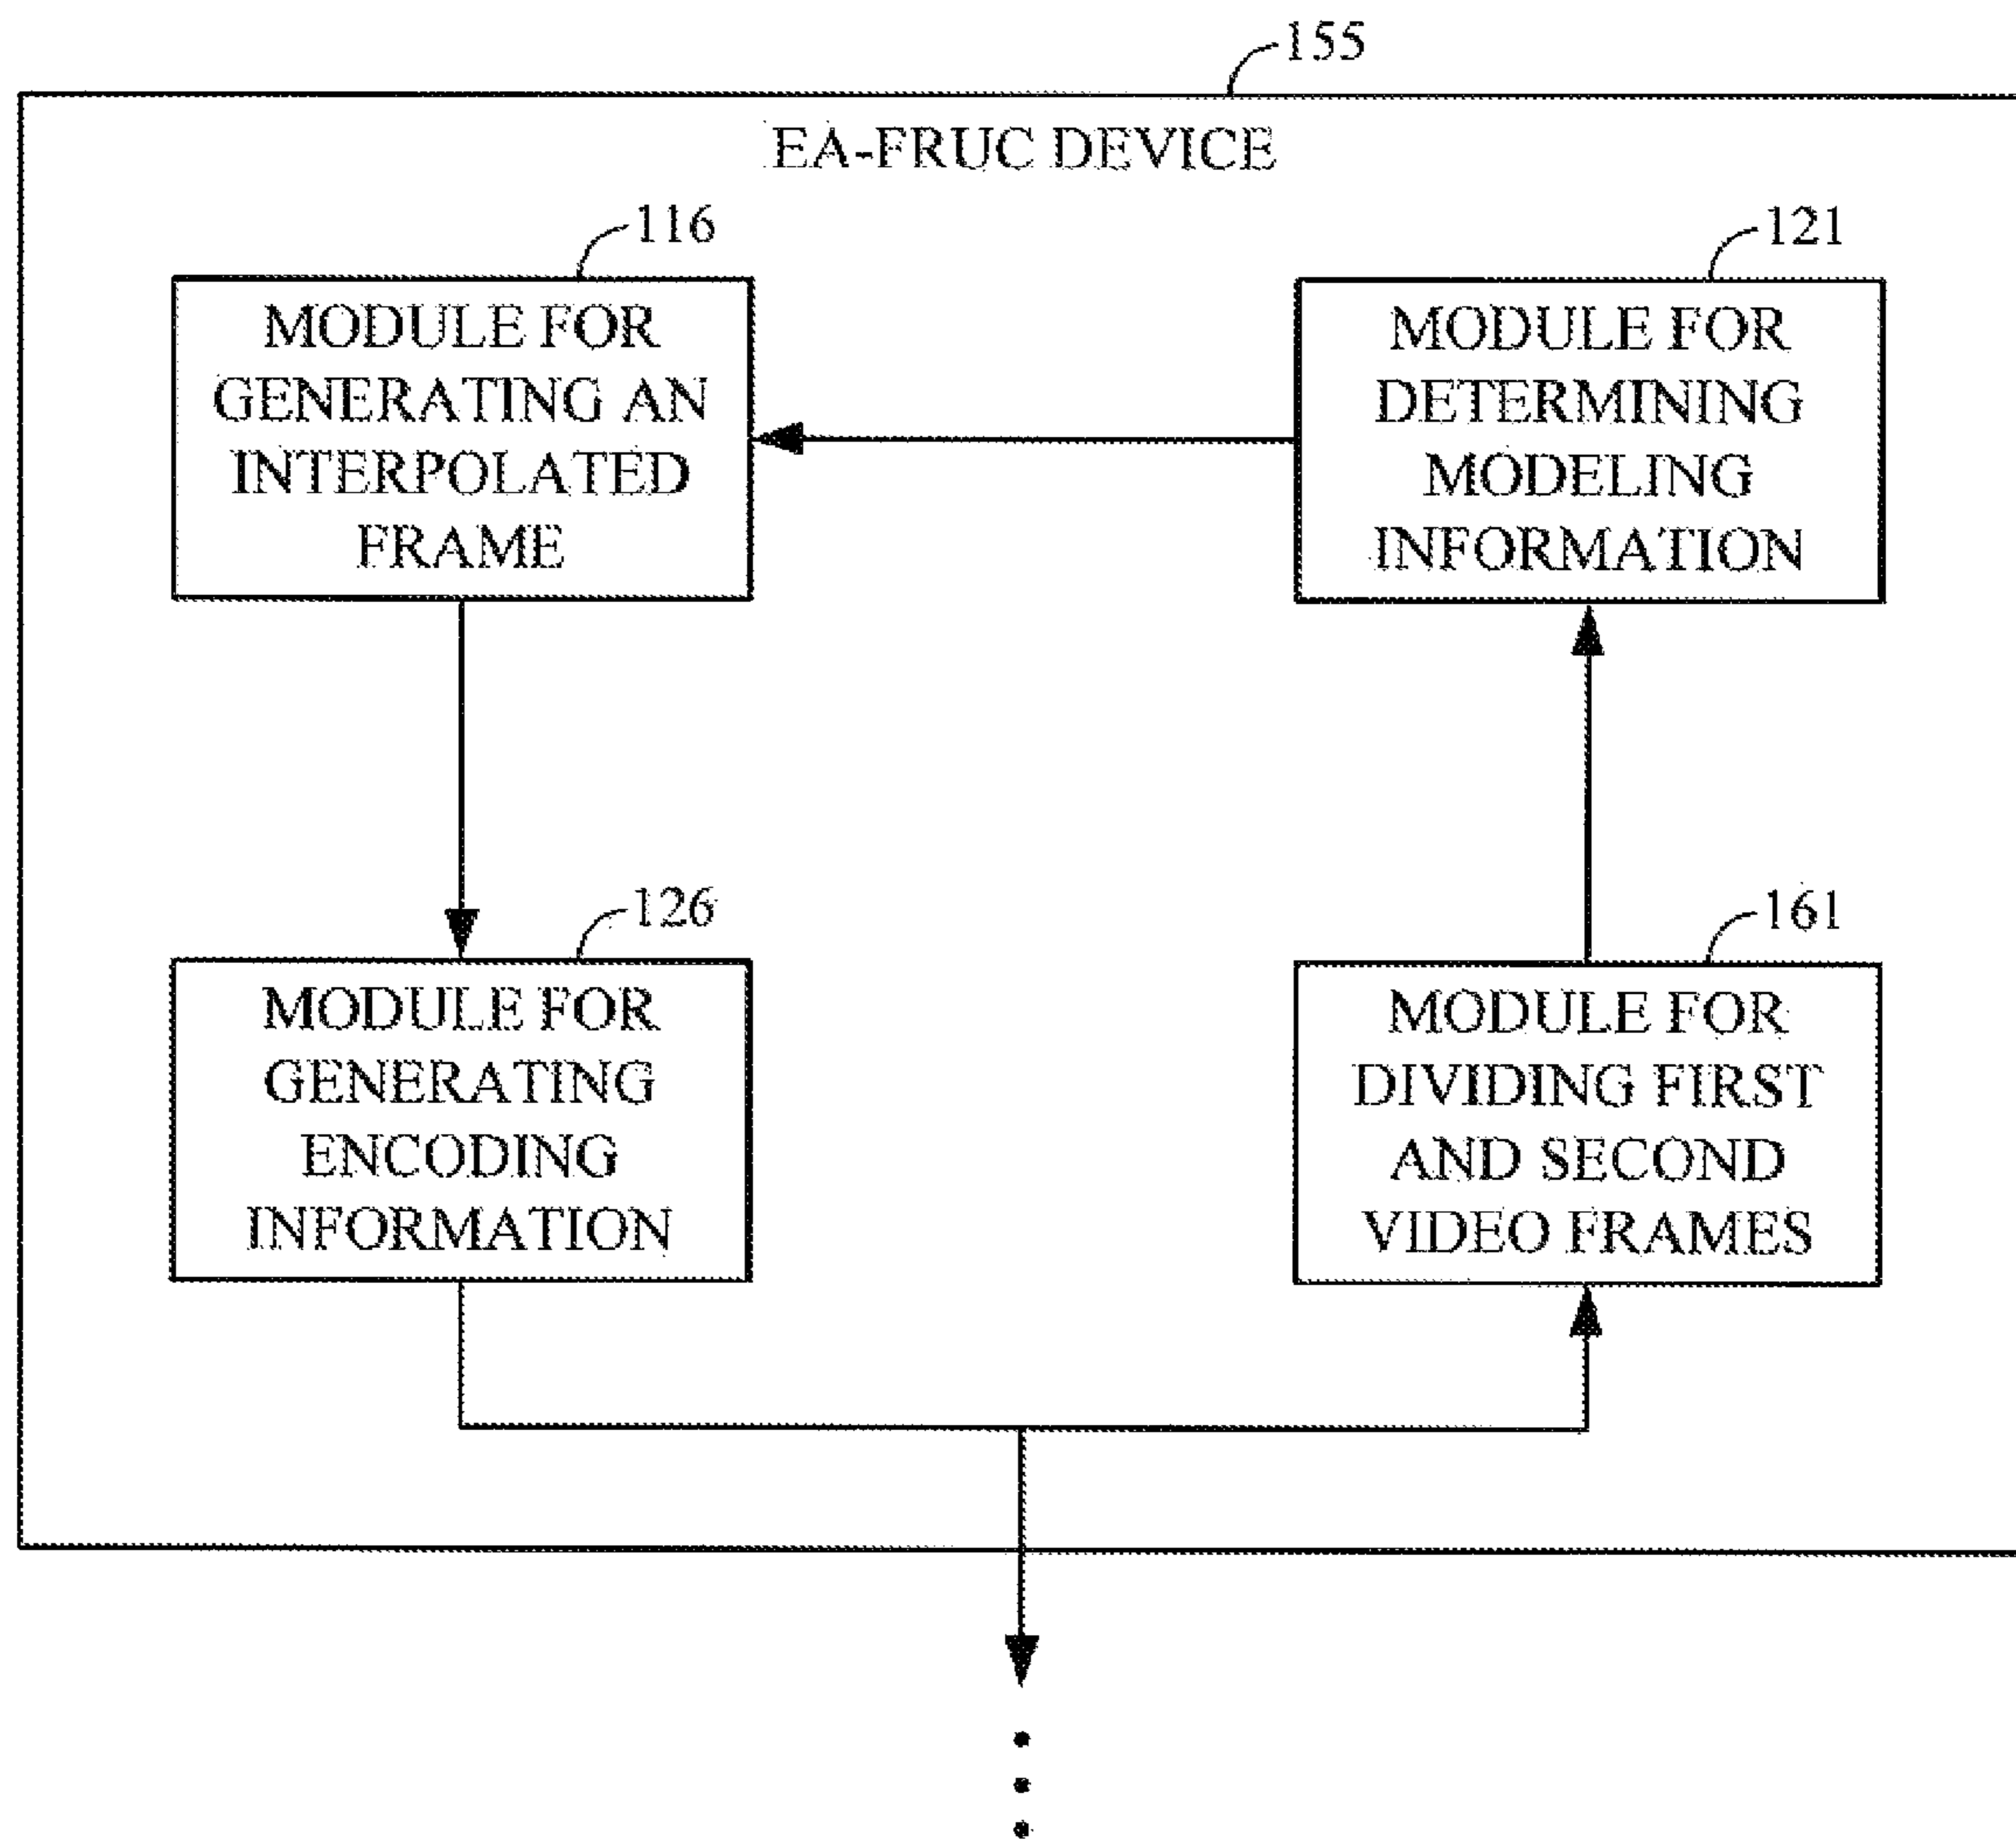 155
EA-FRUC DEVICE
116
MODULE FOR
GENERATING AN
INTERPOLATED
FRAME
121
MODULE FOR
DETERMINING
MODELING
INFORMATION
126
MODULE FOR
GENERATING
ENCODING
INFORMATION
161
MODULE FOR
DIVIDING FIRST
AND SECOND
VIDEO FRAMES